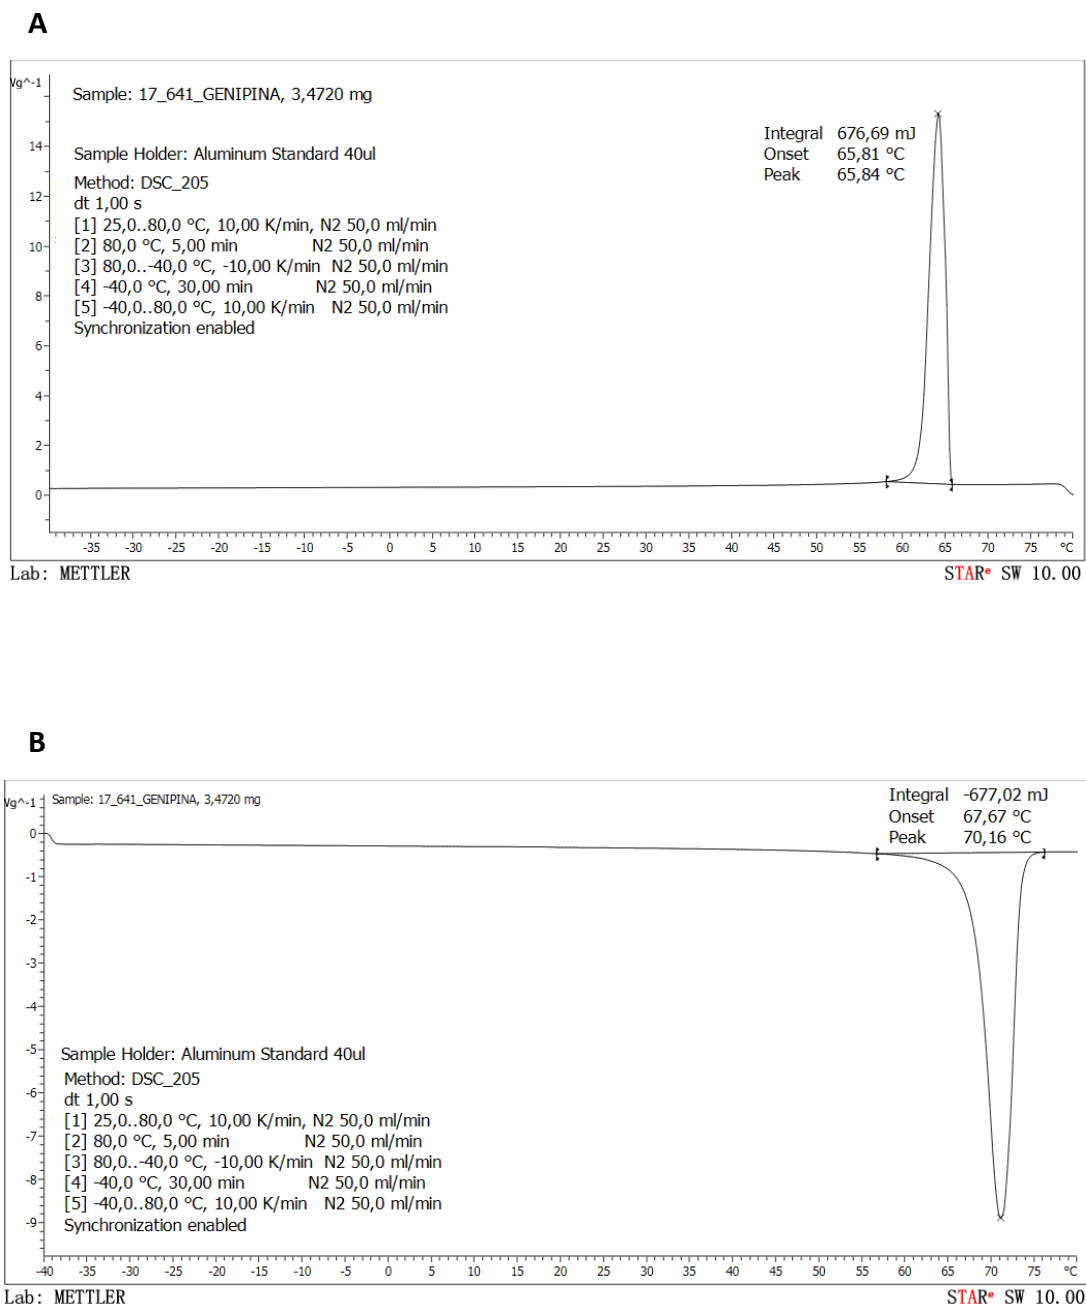 A
Vg^-1
Sample: 17_641_GENIPINA, 3,4720 mg
Integral 676,69 mJ
Onset 65,81 °C
Peak 65,84 °C
Sample Holder: Aluminum Standard 40ul
Method: DSC_205
dt 1,00 s
[1] 25,0..80,0 °C, 10,00 K/min, N2 50,0 ml/min
[2] 80,0 °C, 5,00 min N2 50,0 ml/min
[3] 80,0..-40,0 °C, -10,00 K/min N2 50,0 ml/min
[4] -40,0 °C, 30,00 min N2 50,0 ml/min
[5] -40,0..80,0 °C, 10,00 K/min N2 50,0 ml/min
Synchronization enabled
14
12
10
8
6
4
2
0
-35 -30 -25 -20 -15 -10 -5 0 5 10 15 20 25 30 35 40 45 50 55 60 65 70 75 °C
Lab: METTLER STARe SW 10.00
B
Vg^-1
Sample: 17_641_GENIPINA, 3,4720 mg
Integral -677,02 mJ
Onset 67,67 °C
Peak 70,16 °C
0
-1
-2
-3
-4
-5
-6
-7
-8
-9
Sample Holder: Aluminum Standard 40ul
Method: DSC_205
dt 1,00 s
[1] 25,0..80,0 °C, 10,00 K/min, N2 50,0 ml/min
[2] 80,0 °C, 5,00 min N2 50,0 ml/min
[3] 80,0..-40,0 °C, -10,00 K/min N2 50,0 ml/min
[4] -40,0 °C, 30,00 min N2 50,0 ml/min
[5] -40,0..80,0 °C, 10,00 K/min N2 50,0 ml/min
Synchronization enabled
-40 -35 -30 -25 -20 -15 -10 -5 0 5 10 15 20 25 30 35 40 45 50 55 60 65 70 75 °C
Lab: METTLER STARe SW 10.00